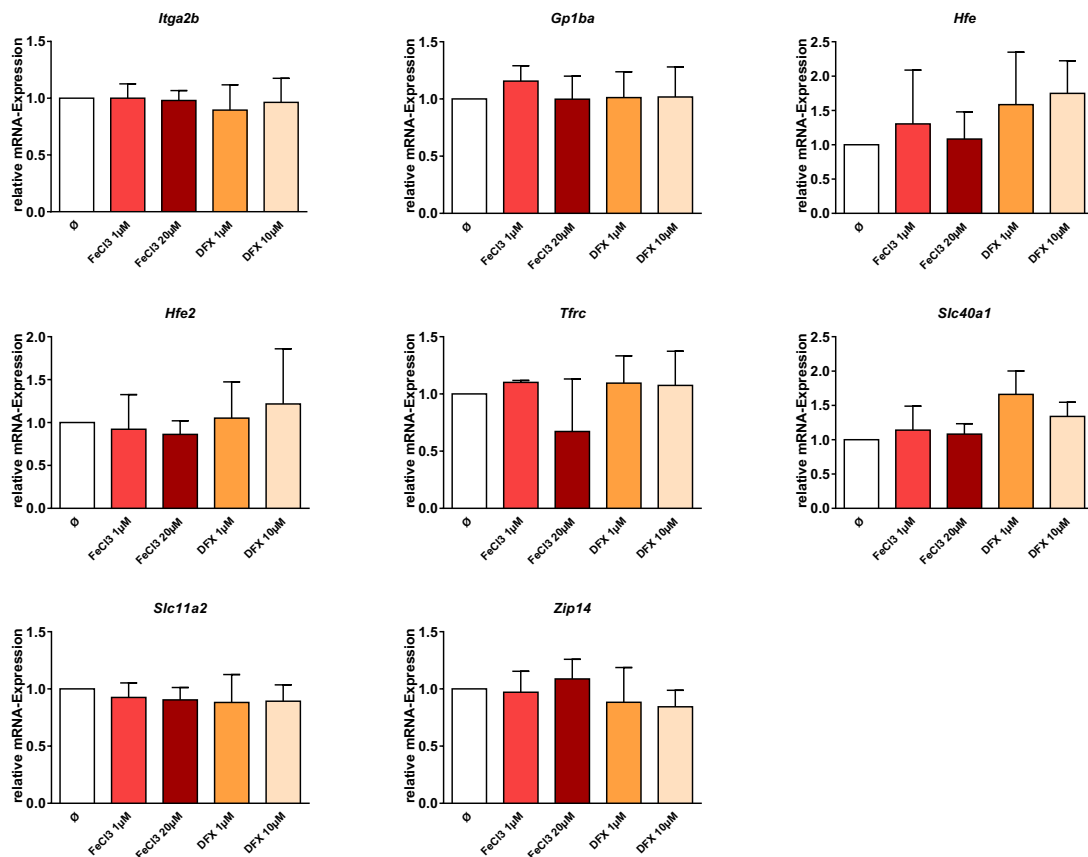 Itga2b
relative mRNA-Expression
1.5
1.0
0.5
0.0
Ø
FeCl3 1µM
FeCl3 20µM
DFX 1µM
DFX 10µM
Gp1ba
relative mRNA-Expression
1.5
1.0
0.5
0.0
Ø
FeCl3 1µM
FeCl3 20µM
DFX 1µM
DFX 10µM
Hfe
relative mRNA-Expression
2.5
2.0
1.5
1.0
0.5
0.0
Ø
FeCl3 1µM
FeCl3 20µM
DFX 1µM
DFX 10µM
Hfe2
relative mRNA-Expression
2.0
1.5
1.0
0.5
0.0
Ø
FeCl3 1µM
FeCl3 20µM
DFX 1µM
DFX 10µM
Tfrc
relative mRNA-Expression
1.5
1.0
0.5
0.0
Ø
FeCl3 1µM
FeCl3 20µM
DFX 1µM
DFX 10µM
Slc40a1
relative mRNA-Expression
2.5
2.0
1.5
1.0
0.5
0.0
Ø
FeCl3 1µM
FeCl3 20µM
DFX 1µM
DFX 10µM
Slc11a2
relative mRNA-Expression
1.5
1.0
0.5
0.0
Ø
FeCl3 1µM
FeCl3 20µM
DFX 1µM
DFX 10µM
Zip14
relative mRNA-Expression
1.5
1.0
0.5
0.0
Ø
FeCl3 1µM
FeCl3 20µM
DFX 1µM
DFX 10µM